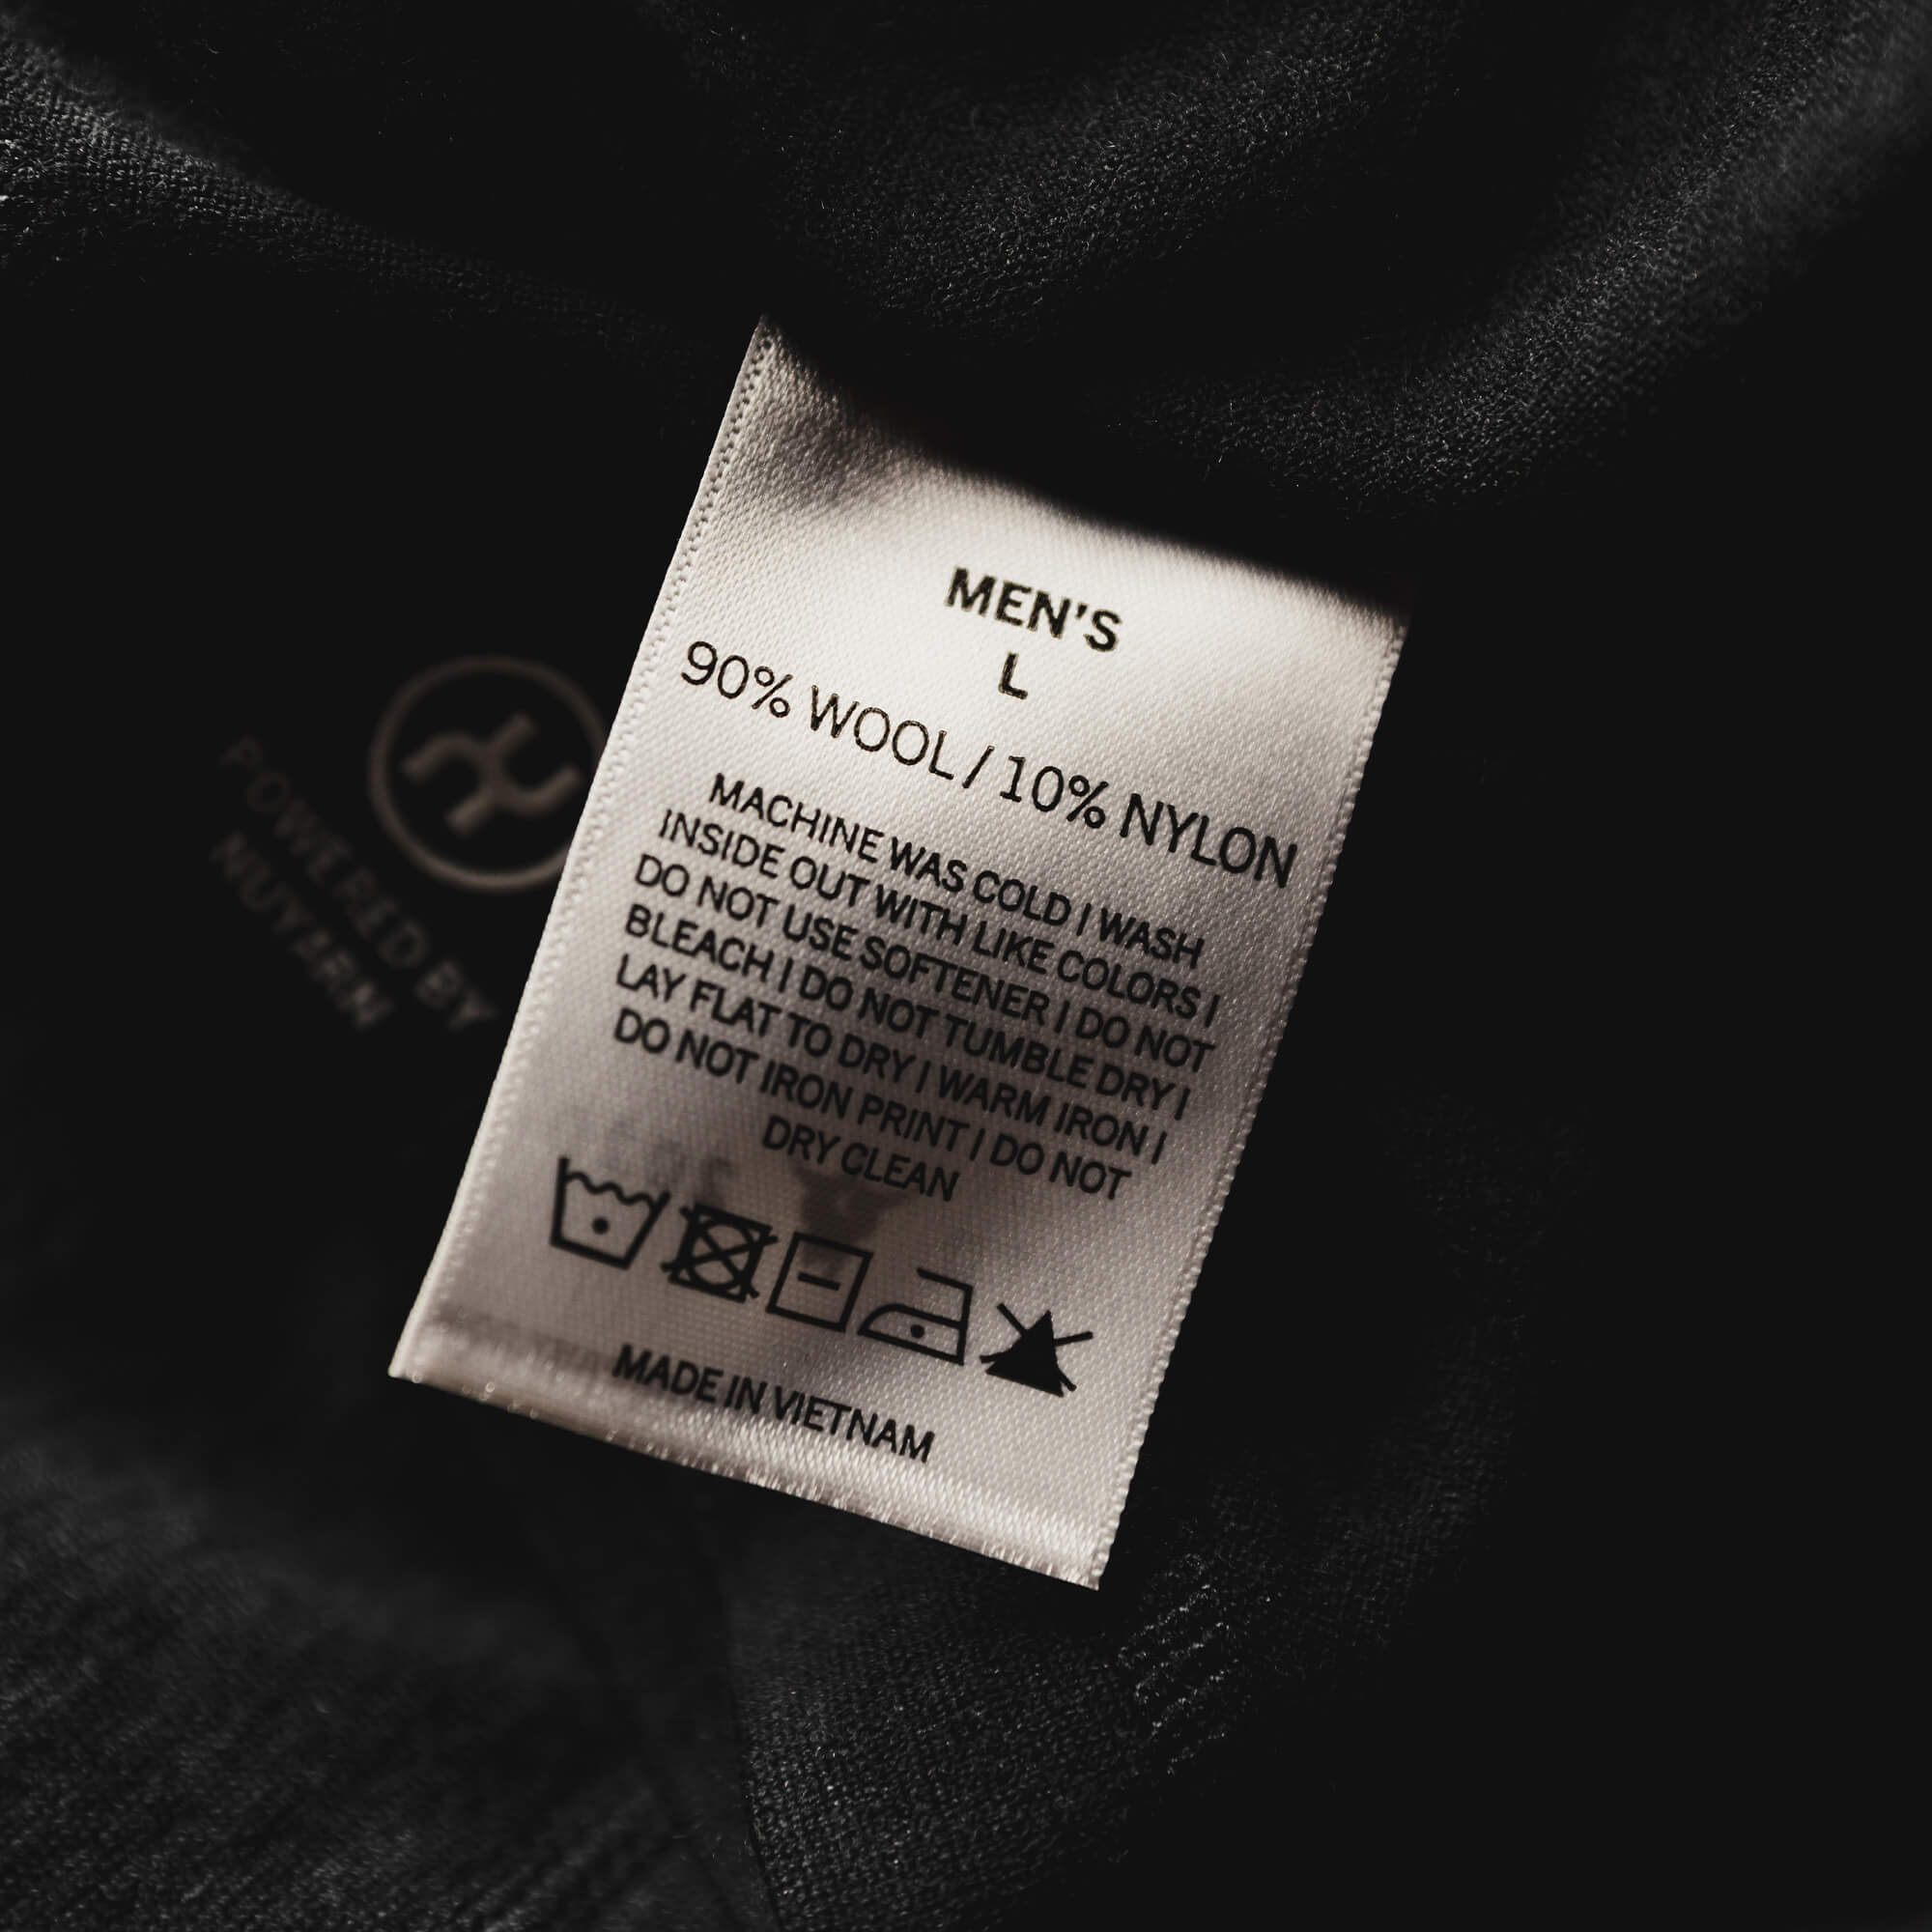 MEN'S
L
90% WOOL / 10% NYLON
MACHINE WAS COLD | WASH
INSIDE OUT WITH LIKE COLORS |
DO NOT USE SOFTENER | DO NOT
BLEACH | DO NOT TUMBLE DRY |
LAY FLAT TO DRY | WARM IRON |
DO NOT IRON PRINT | DO NOT
DRY CLEAN
MADE IN VIETNAM
POWERED BY
NUYARN